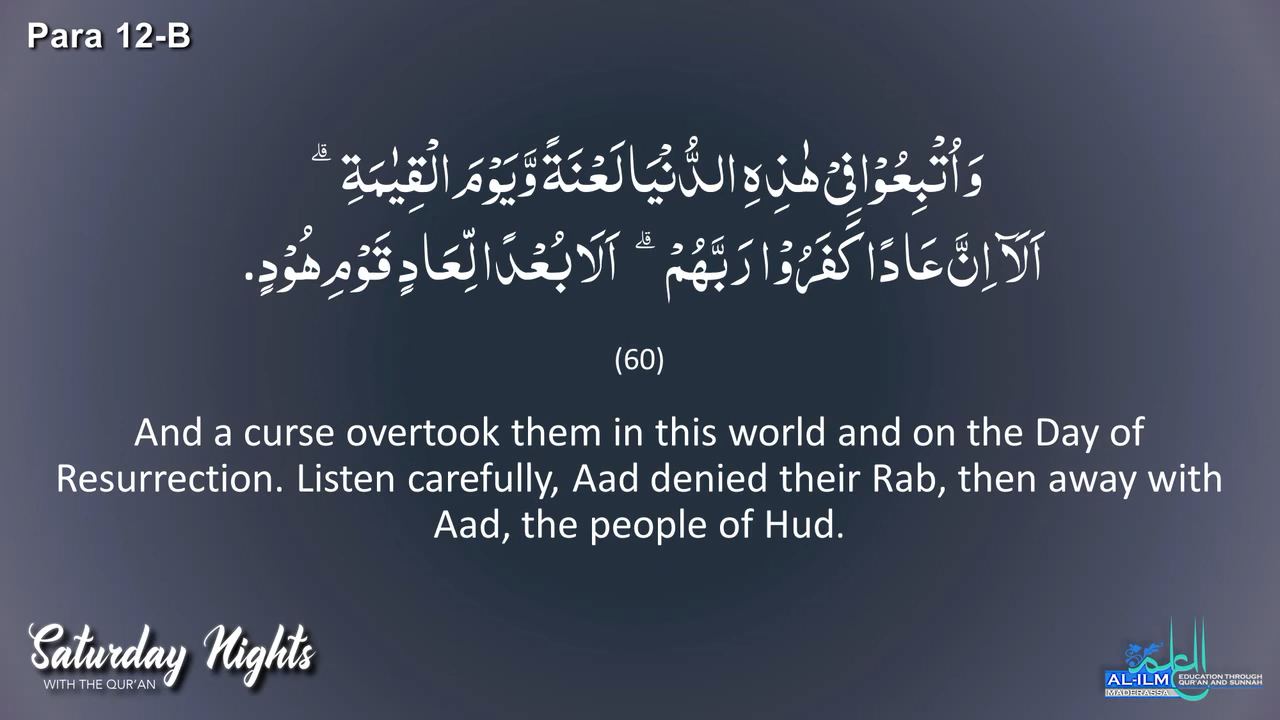 Para 12-B
وَاُتْبِعُوْا فِیْ هٰذِهِ الدُّنْیَا لَعْنَةً وَّیَوْمَ الْقِیٰمَةِ ؕ
اَلَاۤ اِنَّ عَادًا كَفَرُوْا رَبَّهُمْ ؕ اَلَا بُعْدًا لِّعَادٍ قَوْمِ هُوْدٍ.
(60)
And a curse overtook them in this world and on the Day of
Resurrection. Listen carefully, Aad denied their Rab, then away with
Aad, the people of Hud.
Saturday Nights
WITH THE QUR'AN
العلم
AL-ILM
MADERASSA
EDUCATION THROUGH
QUR'AN AND SUNNAH